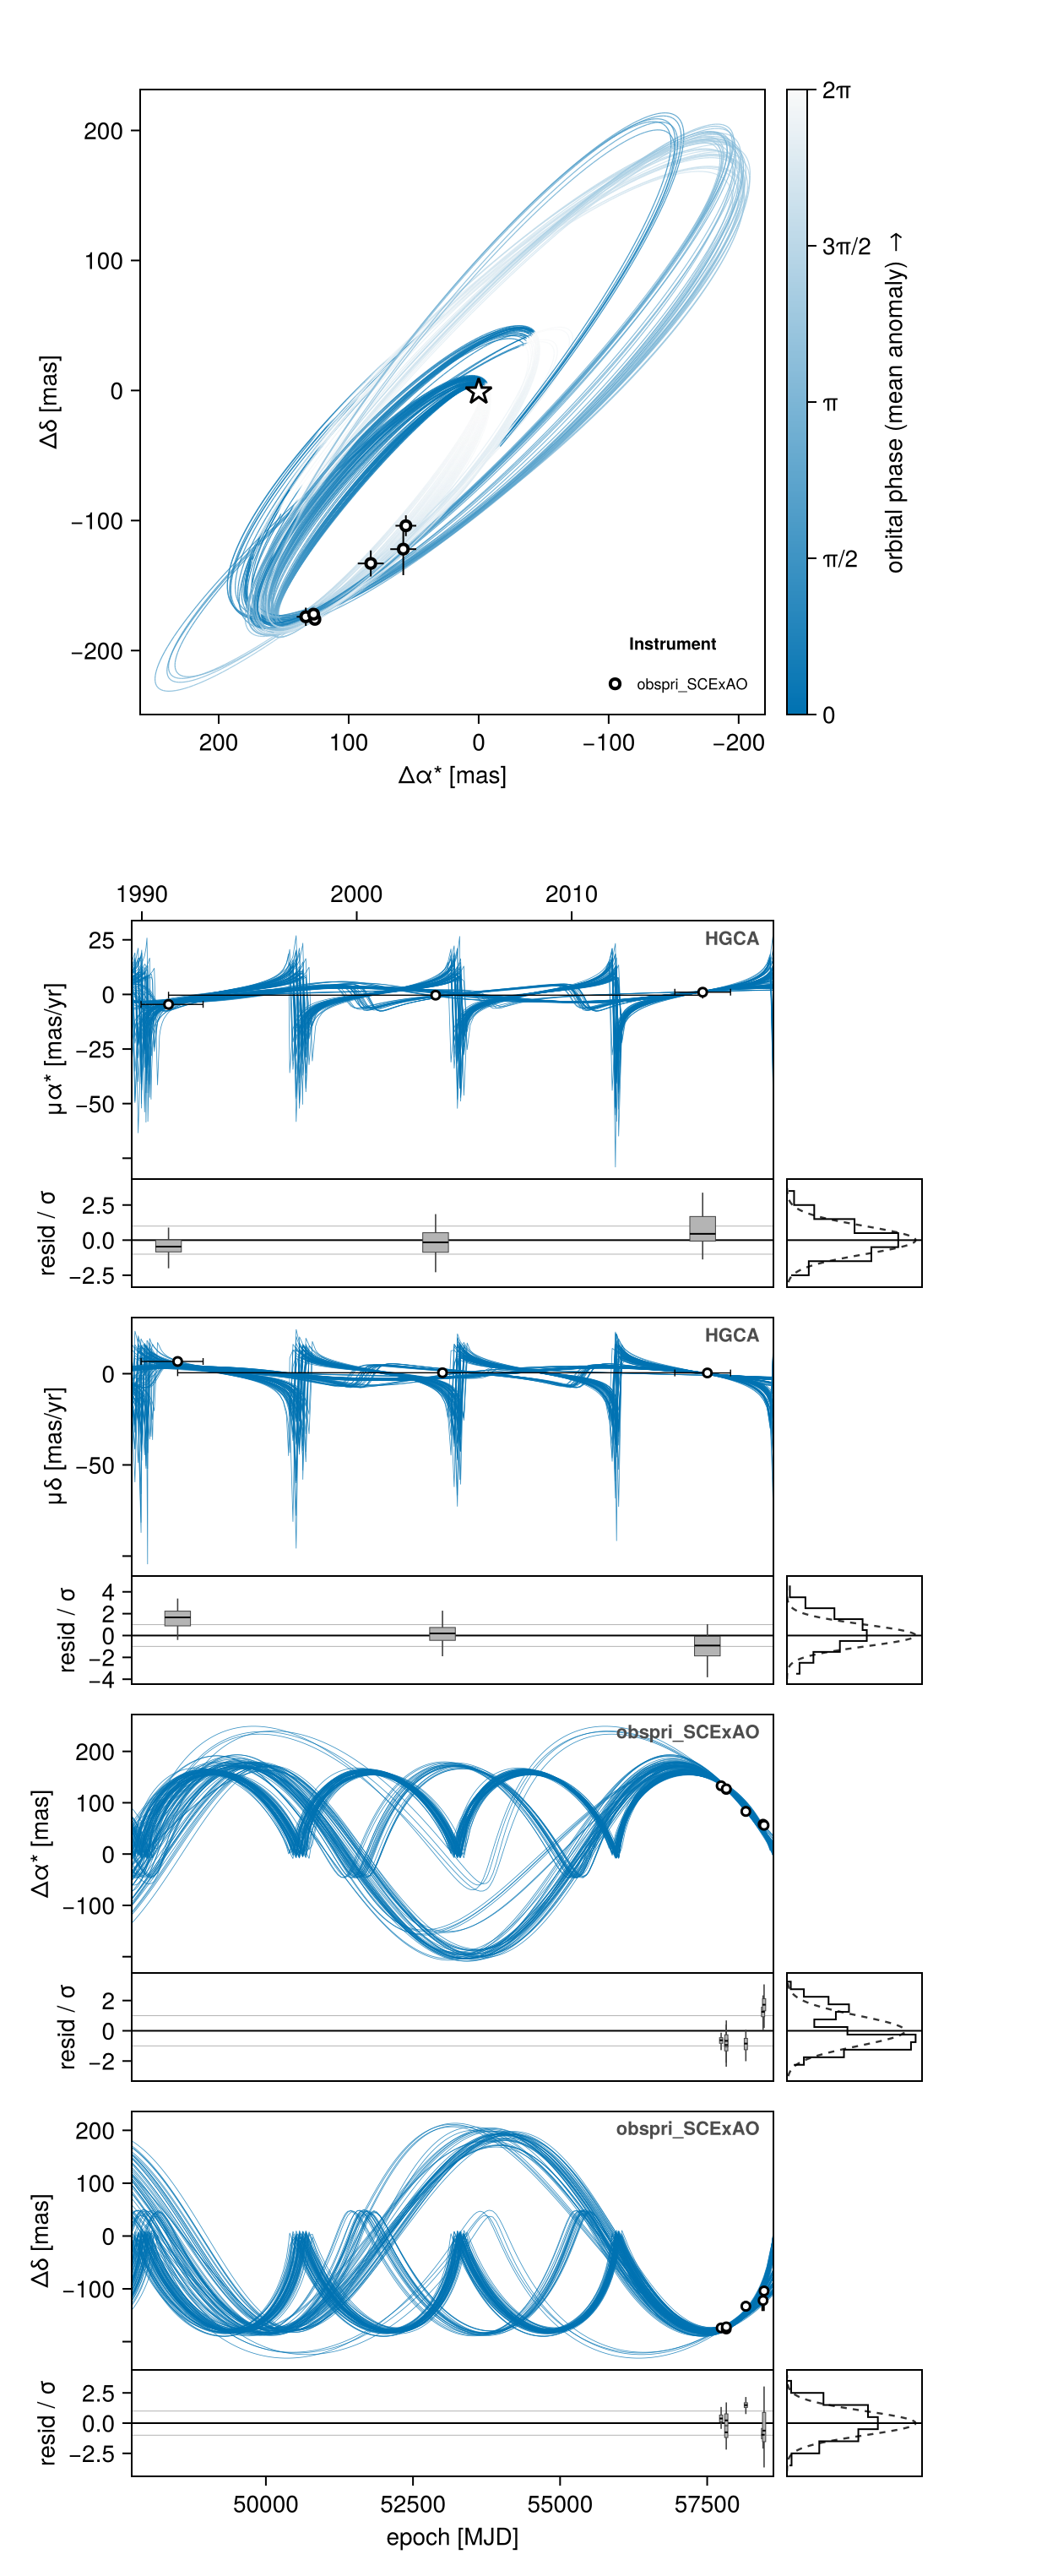 200
100
0
−100
−200
Δδ [mas]
200
100
0
−100
−200
Δα* [mas]
Instrument
obspri_SCExAO
2π
3π/2
π
π/2
0
orbital phase (mean anomaly) →
1990
2000
2010
HGCA
25
0
−25
−50
μα* [mas/yr]
2.5
0.0
−2.5
resid / σ
HGCA
0
−50
μδ [mas/yr]
4
2
0
−2
−4
resid / σ
obspri_SCExAO
200
100
0
−100
Δα* [mas]
2
0
−2
resid / σ
obspri_SCExAO
200
100
0
−100
Δδ [mas]
2.5
0.0
−2.5
resid / σ
50000
52500
55000
57500
epoch [MJD]